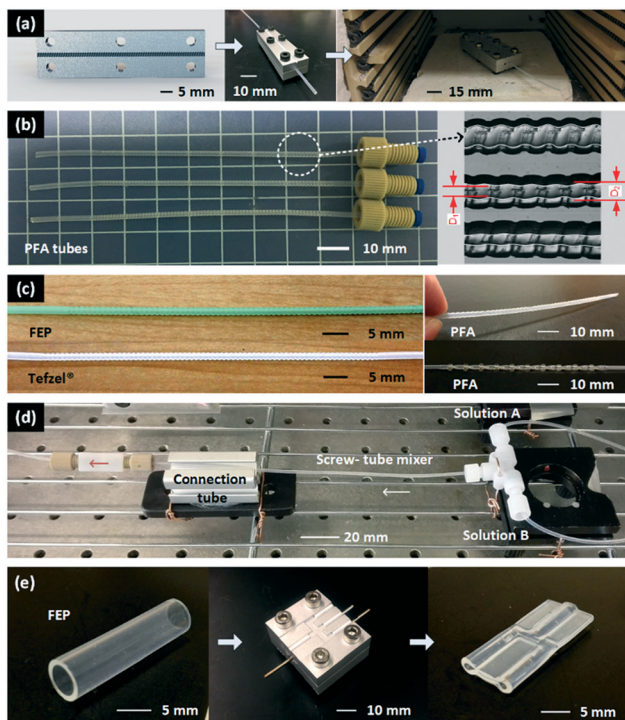 (a)
5 mm
10 mm
15 mm
(b)
D₁
D₂
PFA tubes
10 mm
(c)
FEP
5 mm
PFA
10 mm
Tefzel®
5 mm
PFA
10 mm
(d)
Solution A
Screw- tube mixer
Connection
tube
20 mm
Solution B
(e)
FEP
5 mm
10 mm
5 mm